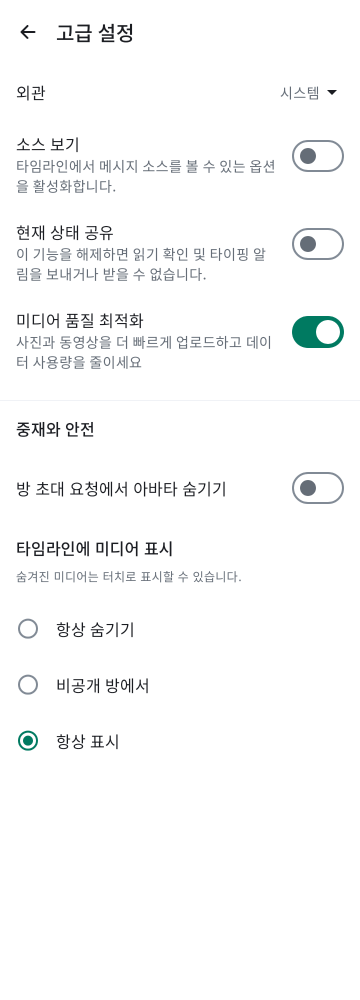 고급 설정
외관
시스템
소스 보기
타임라인에서 메시지 소스를 볼 수 있는 옵션
을 활성화합니다.
현재 상태 공유
이 기능을 해제하면 읽기 확인 및 타이핑 알
림을 보내거나 받을 수 없습니다.
미디어 품질 최적화
사진과 동영상을 더 빠르게 업로드하고 데이
터 사용량을 줄이세요
중재와 안전
방 초대 요청에서 아바타 숨기기
타임라인에 미디어 표시
숨겨진 미디어는 터치로 표시할 수 있습니다.
항상 숨기기
비공개 방에서
항상 표시